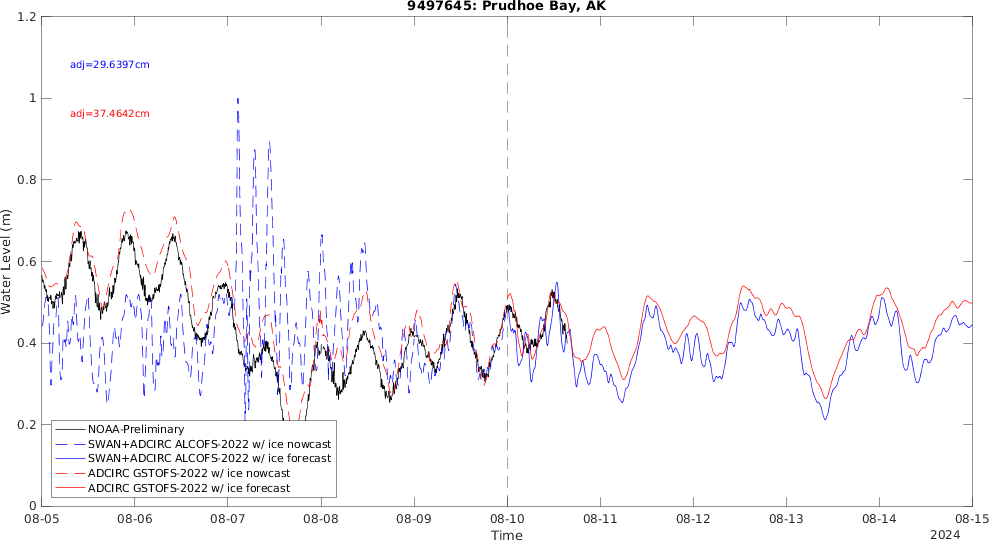 9497645: Prudhoe Bay, AK
1.2
adj=29.6397cm
1
adj=37.4642cm
0.8
0.6
Water Level (m)
0.4
0.2
NOAA-Preliminary
SWAN+ADCIRC ALCOFS-2022 w/ ice nowcast
SWAN+ADCIRC ALCOFS-2022 w/ ice forecast
ADCIRC GSTOFS-2022 w/ ice nowcast
ADCIRC GSTOFS-2022 w/ ice forecast
0
08-05 08-06 08-07 08-08 08-09 08-10 08-11 08-12 08-13 08-14 08-15
Time
2024